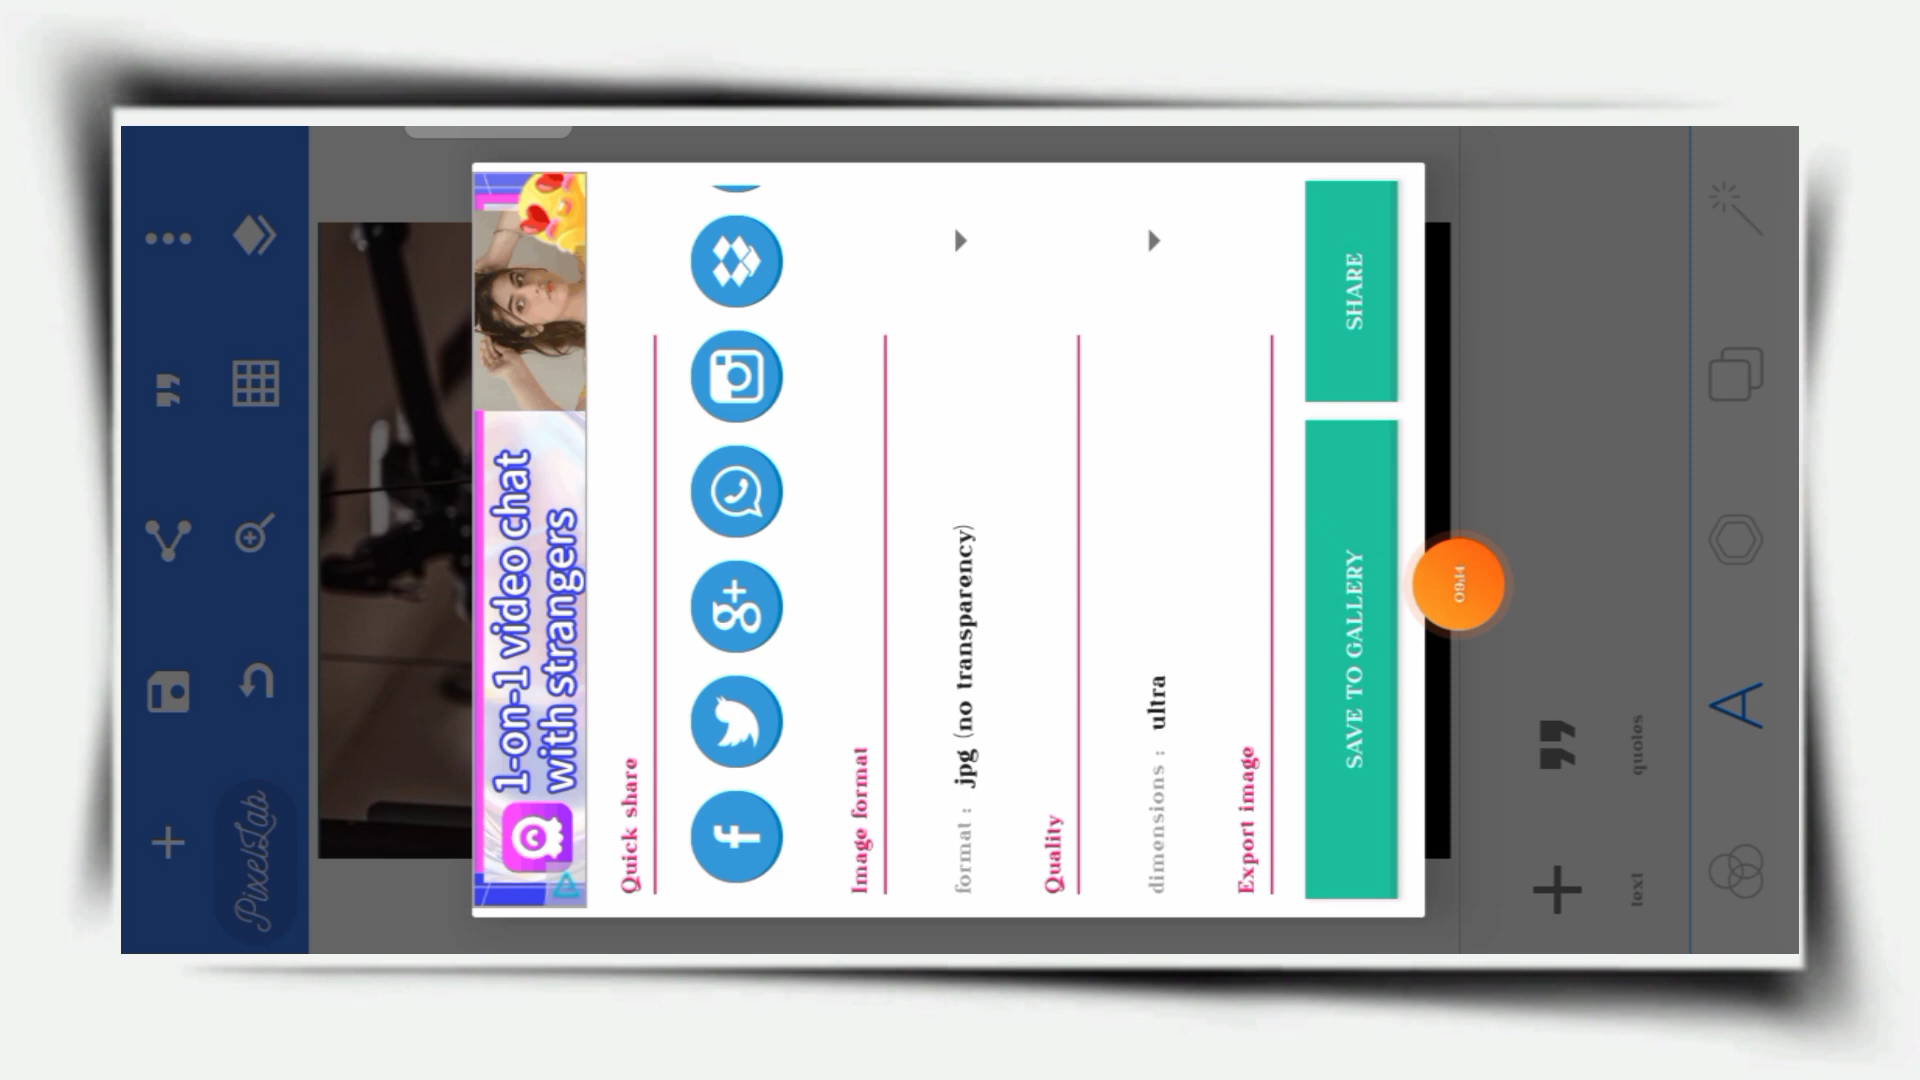 PixelLab
1-on-1 video chat
with strangers
Quick share
Image format
format : jpg (no transparency)
Quality
dimensions : ultra
Export image
SAVE TO GALLERY
SHARE
09:14
text
quotes